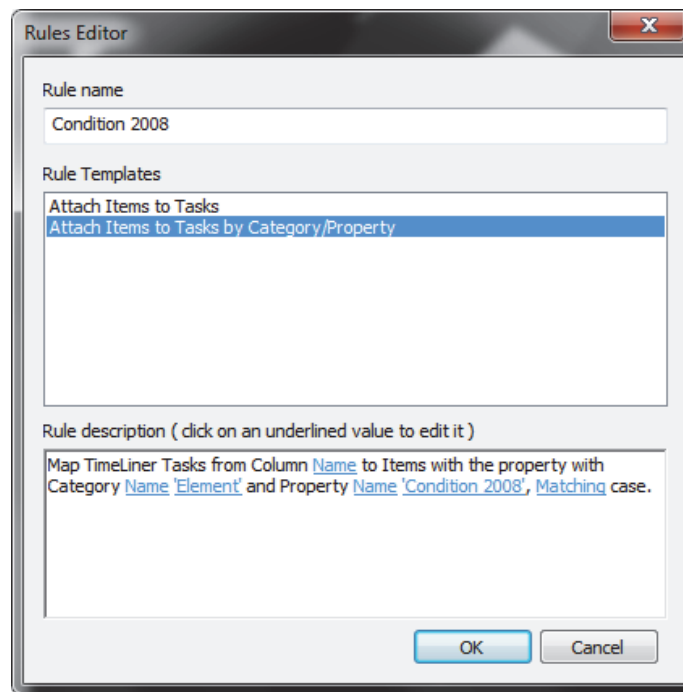 Rules Editor
Rule name
Condition 2008
Rule Templates
Attach Items to Tasks
Attach Items to Tasks by Category/Property
Rule description ( click on an underlined value to edit it )
Map TimeLiner Tasks from Column Name to Items with the property with
Category Name 'Element' and Property Name 'Condition 2008', Matching case.
OK Cancel